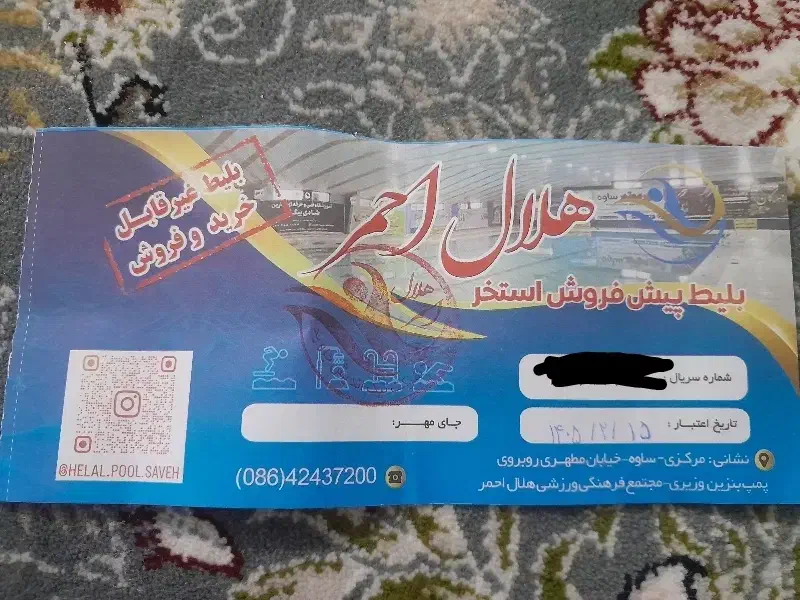 هلال احمر
بلیط پیش فروش استخر
بلیط غیر قابل
خرید و فروش
ساوه
هلال
شماره سریال:
تاریخ اعتبار: ۱۴۰۵/۲/۱۵
جای مهر:
نشانی: مرکزی- ساوه- خیابان مطهری روبروی
پمپ بنزین وزیری- مجتمع فرهنگی ورزشی هلال احمر
(086)42437200
@HELAL.POOL.SAVEH